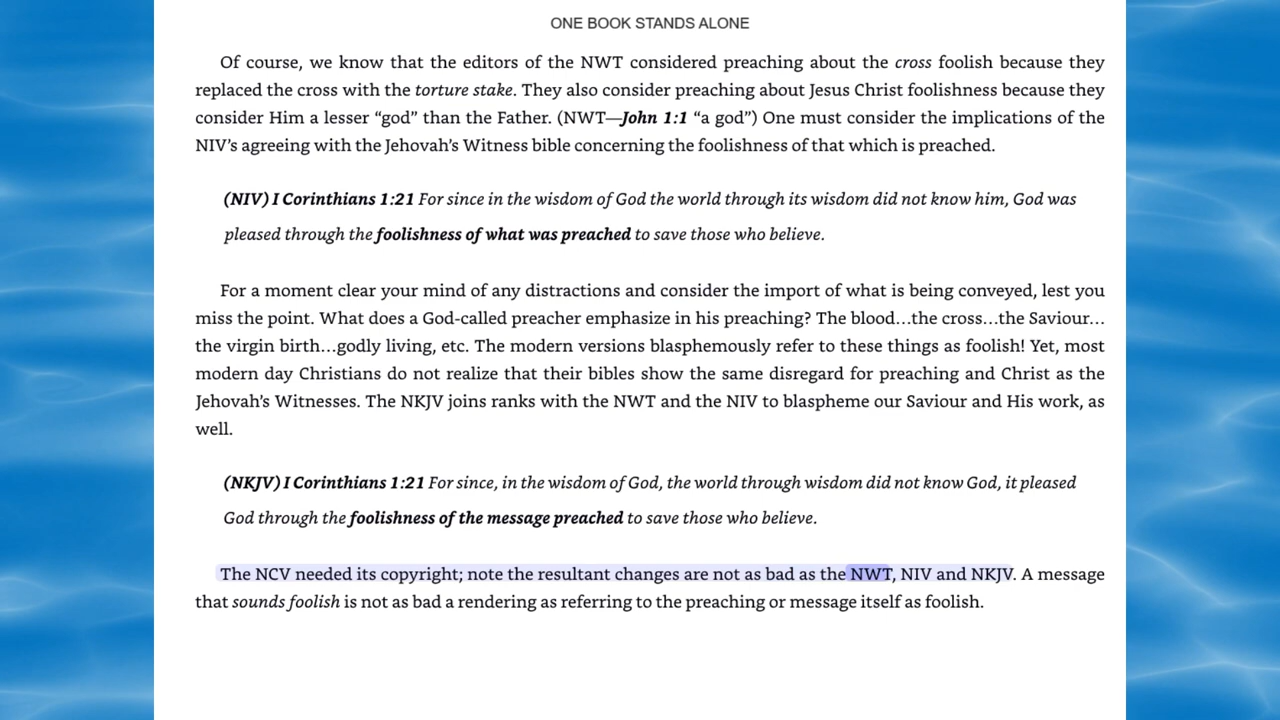 ONE BOOK STANDS ALONE
Of course, we know that the editors of the NWT considered preaching about the cross foolish because they
replaced the cross with the torture stake. They also consider preaching about Jesus Christ foolishness because they
consider Him a lesser “god” than the Father. (NWT—John 1:1 “a god”) One must consider the implications of the
NIV’s agreeing with the Jehovah’s Witness bible concerning the foolishness of that which is preached.
(NIV) I Corinthians 1:21 For since in the wisdom of God the world through its wisdom did not know him, God was
pleased through the foolishness of what was preached to save those who believe.
For a moment clear your mind of any distractions and consider the import of what is being conveyed, lest you
miss the point. What does a God-called preacher emphasize in his preaching? The blood…the cross…the Saviour…
the virgin birth…godly living, etc. The modern versions blasphemously refer to these things as foolish! Yet, most
modern day Christians do not realize that their bibles show the same disregard for preaching and Christ as the
Jehovah’s Witnesses. The NKJV joins ranks with the NWT and the NIV to blaspheme our Saviour and His work, as
well.
(NKJV) I Corinthians 1:21 For since, in the wisdom of God, the world through wisdom did not know God, it pleased
God through the foolishness of the message preached to save those who believe.
The NCV needed its copyright; note the resultant changes are not as bad as the NWT, NIV and NKJV. A message
that sounds foolish is not as bad a rendering as referring to the preaching or message itself as foolish.